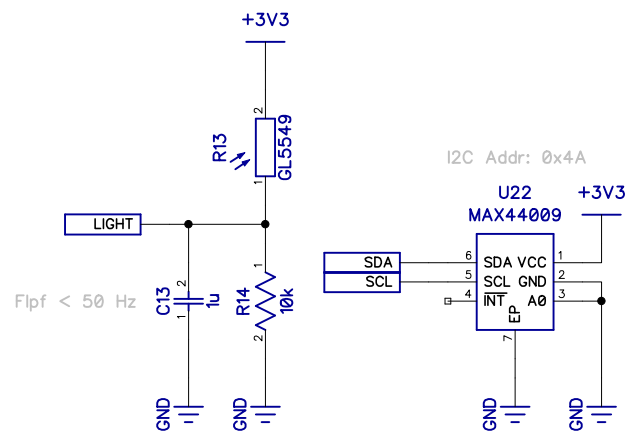 +3V3
2
R13
GL5549
1
LIGHT
Flpf < 50 Hz
2
C13
1u
1
1
R14
10k
2
GND
GND
I2C Addr: 0x4A
U22
MAX44009
+3V3
SDA
SCL
6
5
4
SDA
SCL
INT
VCC
GND
A0
EP
1
2
3
7
GND
GND